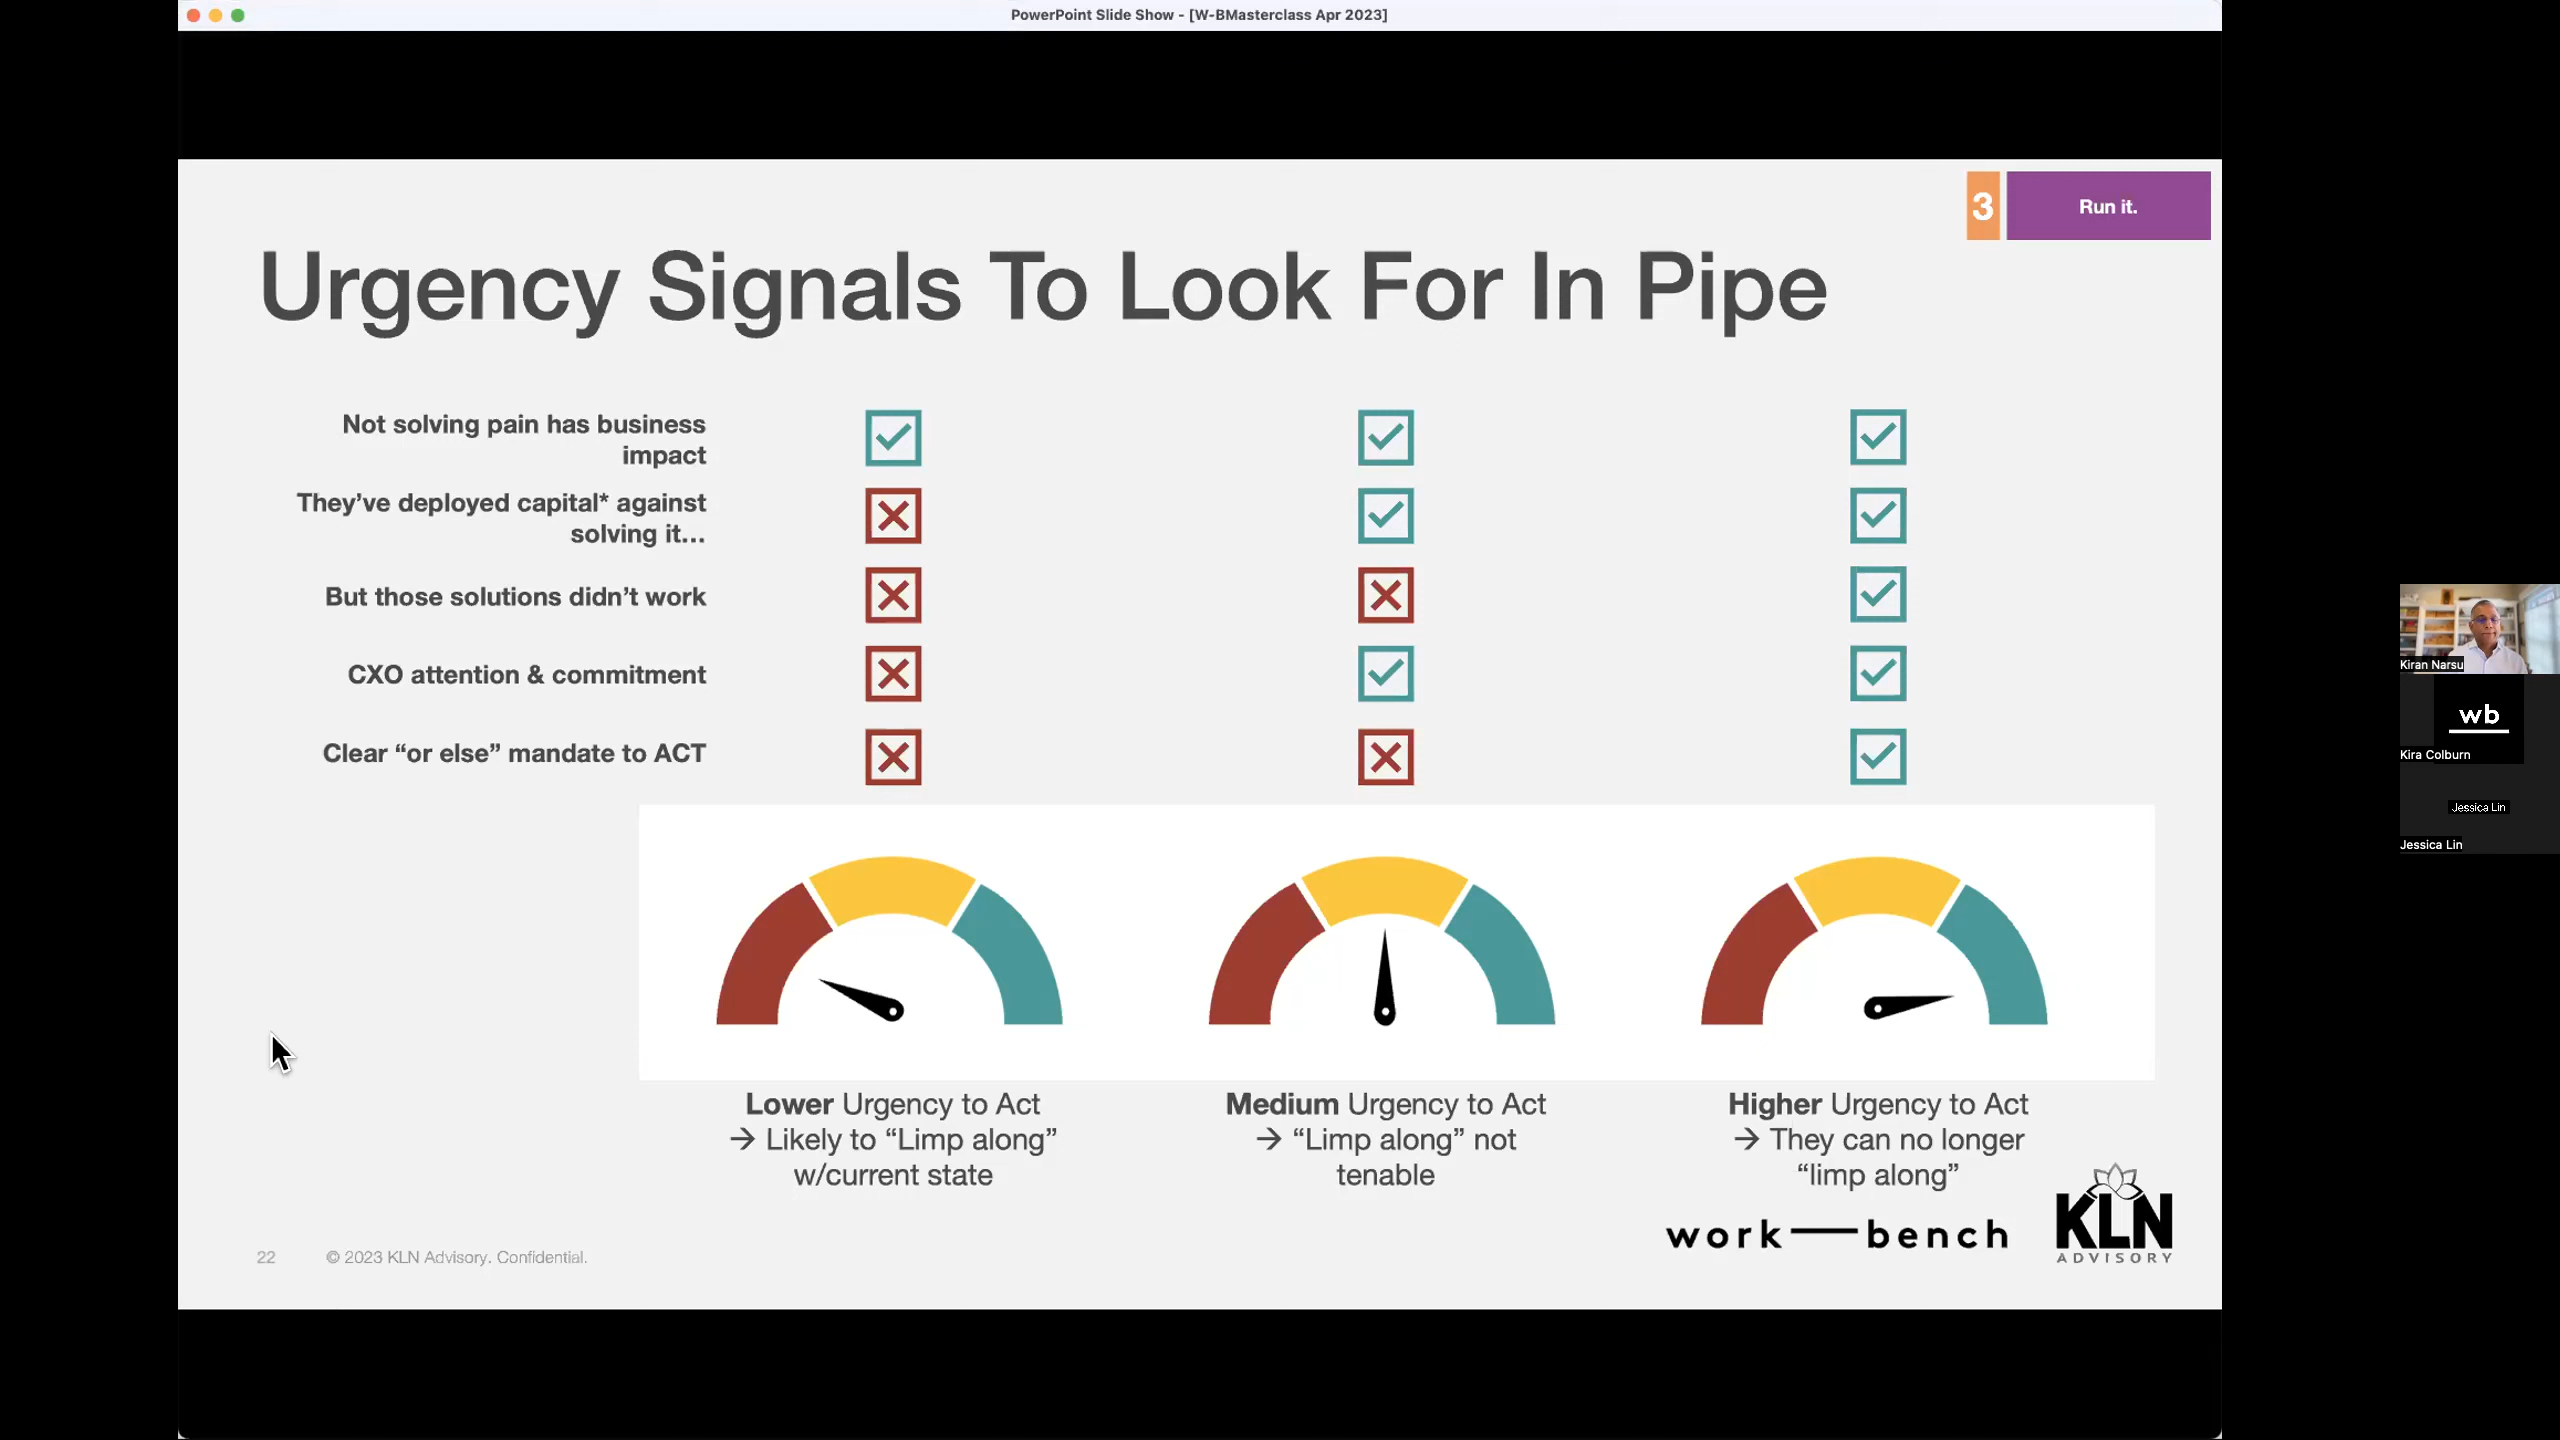 PowerPoint Slide Show - [W-BMasterclass Apr 2023]
3
Run it.
Urgency Signals To Look For In Pipe
Not solving pain has business
impact
They’ve deployed capital* against
solving it...
But those solutions didn’t work
CXO attention & commitment
Clear “or else” mandate to ACT
Lower Urgency to Act
→ Likely to “Limp along”
w/current state
Medium Urgency to Act
→ “Limp along” not
tenable
Higher Urgency to Act
→ They can no longer
“limp along”
work—bench
KLN
ADVISORY
22
© 2023 KLN Advisory. Confidential.
Kiran Narsu
wb
Kira Colburn
Jessica Lin
Jessica Lin